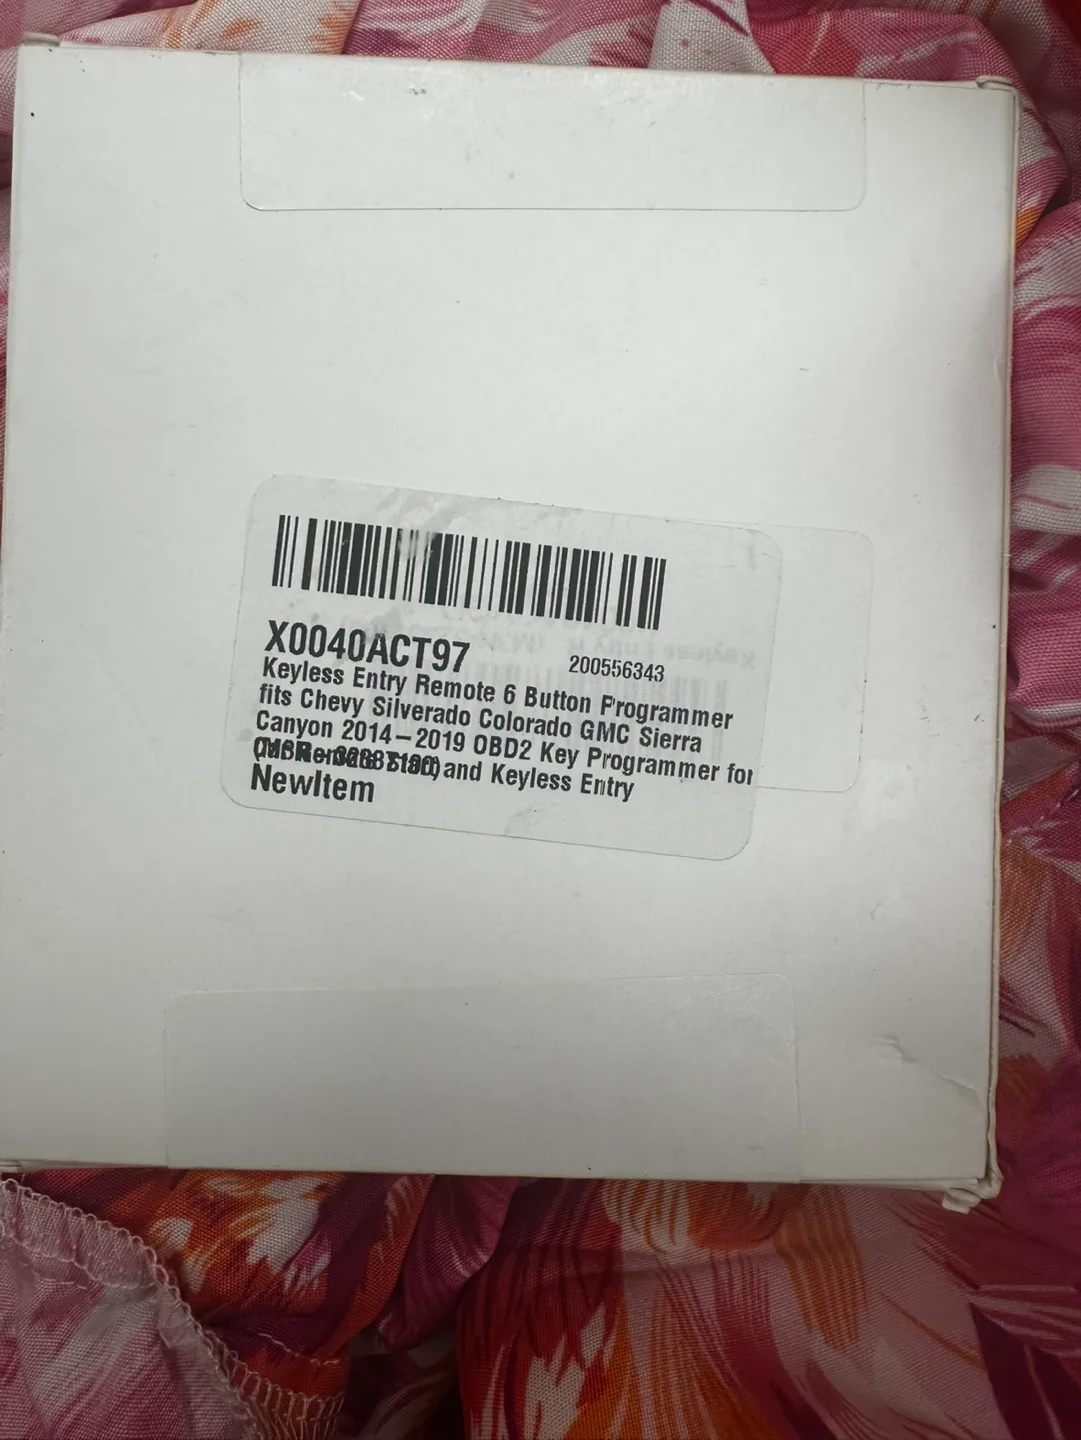 X0040ACT97
200556343
Keyless Entry Remote 6 Button Programmer
fits Chevy Silverado Colorado GMC Sierra
Canyon 2014-2019 OBD2 Key Programmer for
and Keyless Entry
NewItem